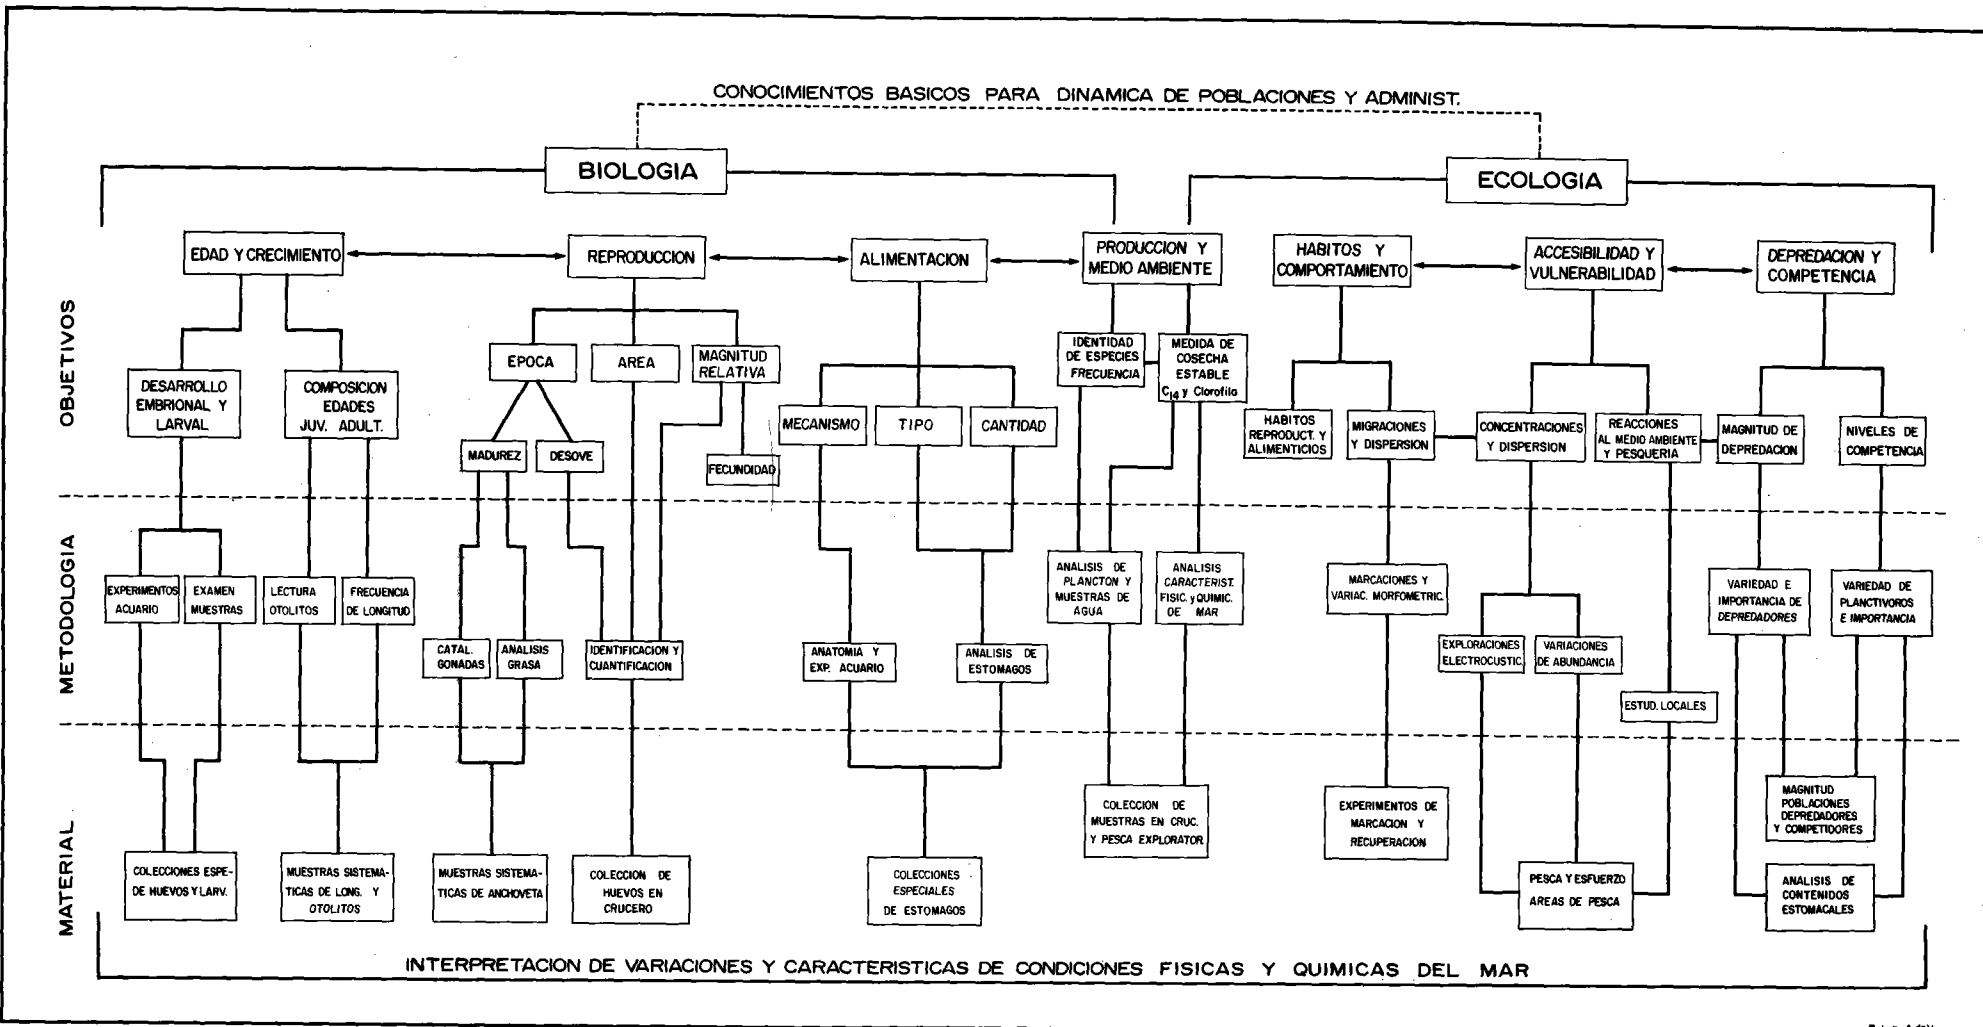 CONOCIMIENTOS BASICOS PARA DINAMICA DE POBLACIONES Y ADMINIST.
BIOLOGIA
ECOLOGIA
OBJETIVOS
EDAD Y CRECIMIENTO
REPRODUCCION
ALIMENTACION
PRODUCCION Y
MEDIO AMBIENTE
HABITOS Y
COMPORTAMIENTO
ACCESIBILIDAD Y
VULNERABILIDAD
DEPREDACION Y
COMPETENCIA
DESARROLLO
EMBRIONAL Y
LARVAL
COMPOSICION
EDADES
JUV. ADULT.
EPOCA
AREA
MAGNITUD
RELATIVA
MADUREZ
DESOVE
FECUNDIDAD
MECANISMO
TIPO
CANTIDAD
IDENTIDAD
DE ESPECIES
FRECUENCIA
MEDIDA DE
COSECHA
ESTABLE
C14 y Clorofila
HABITOS
REPRODUCT. Y
ALIMENTICIOS
MIGRACIONES
Y DISPERSION
CONCENTRACIONES
Y DISPERSION
REACCIONES
AL MEDIO AMBIENTE
Y PESQUERIA
MAGNITUD DE
DEPREDACION
NIVELES DE
COMPETENCIA
METODOLOGIA
EXPERIMENTOS
ACUARIO
EXAMEN
MUESTRAS
LECTURA
OTOLITOS
FRECUENCIA
DE LONGITUD
CATAL.
GONADAS
ANALISIS
GRASA
IDENTIFICACION Y
CUANTIFICACION
ANATOMIA Y
EXP. ACUARIO
ANALISIS DE
ESTOMAGOS
ANALISIS DE
PLANCTON Y
MUESTRAS DE
AGUA
ANALISIS
CARACTERIST.
FISIC. y QUIMIC.
DE MAR
MARCACIONES Y
VARIAC. MORFOMETRIC.
EXPLORACIONES
ELECTROCUSTIC.
VARIACIONES
DE ABUNDANCIA
ESTUD. LOCALES
VARIEDAD E
IMPORTANCIA DE
DEPREDADORES
VARIEDAD DE
PLANCTIVOROS
E IMPORTANCIA
MATERIAL
COLECCIONES ESPE-
DE HUEVOS Y LARV.
MUESTRAS SISTEMA-
TICAS DE LONG. Y
OTOLITOS
MUESTRAS SISTEMA-
TICAS DE ANCHOVETA
COLECCION DE
HUEVOS EN
CRUCERO
COLECCIONES
ESPECIALES
DE ESTOMAGOS
COLECCION DE
MUESTRAS EN CRUC.
Y PESCA EXPLORATOR
EXPERIMENTOS DE
MARCACION Y
RECUPERACION
PESCA Y ESFUERZO
AREAS DE PESCA
MAGNITUD
POBLACIONES
DEPREDADORES
Y COMPETIDORES
ANALISIS DE
CONTENIDOS
ESTOMACALES
INTERPRETACION DE VARIACIONES Y CARACTERISTICAS DE CONDICIONES FISICAS Y QUIMICAS DEL MAR